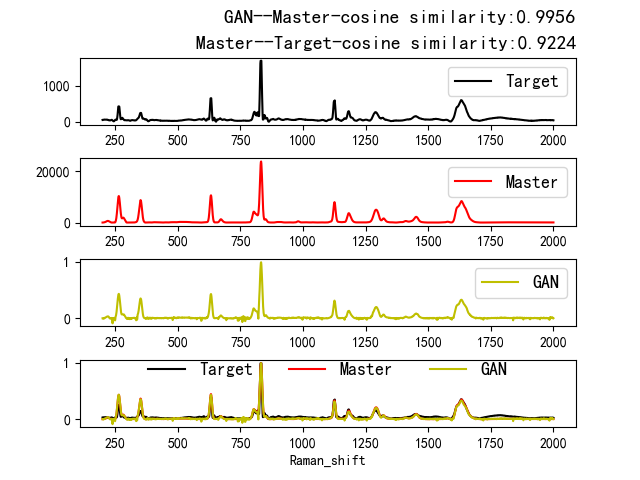 GAN--Master-cosine similarity:0.9956
Master--Target-cosine similarity:0.9224
1000
0
Target
250 500 750 1000 1250 1500 1750 2000
20000
0
Master
250 500 750 1000 1250 1500 1750 2000
1
0
GAN
250 500 750 1000 1250 1500 1750 2000
1
0
Target Master GAN
250 500 750 1000 1250 1500 1750 2000
Raman_shift